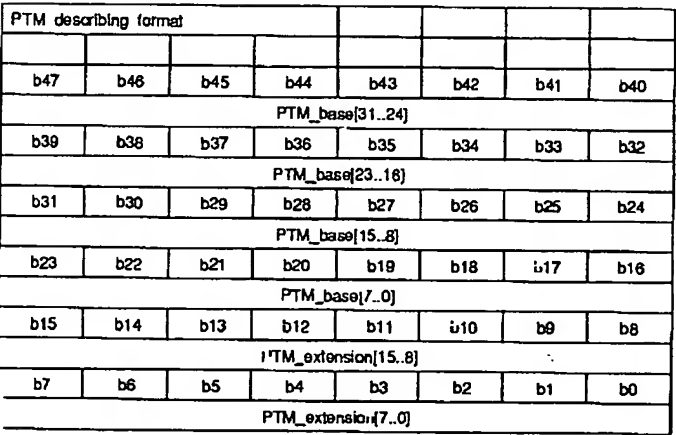 PTM describing format
b47 b46 b45 b44 b43 b42 b41 b40
PTM_base[31..24]
b39 b38 b37 b36 b35 b34 b33 b32
PTM_base[23..16]
b31 b30 b29 b28 b27 b26 b25 b24
PTM_base[15..8]
b23 b22 b21 b20 b19 b18 b17 b16
PTM_base[7..0]
b15 b14 b13 b12 b11 b10 b9 b8
PTM_extension[15..8]
b7 b6 b5 b4 b3 b2 b1 b0
PTM_extension[7..0]